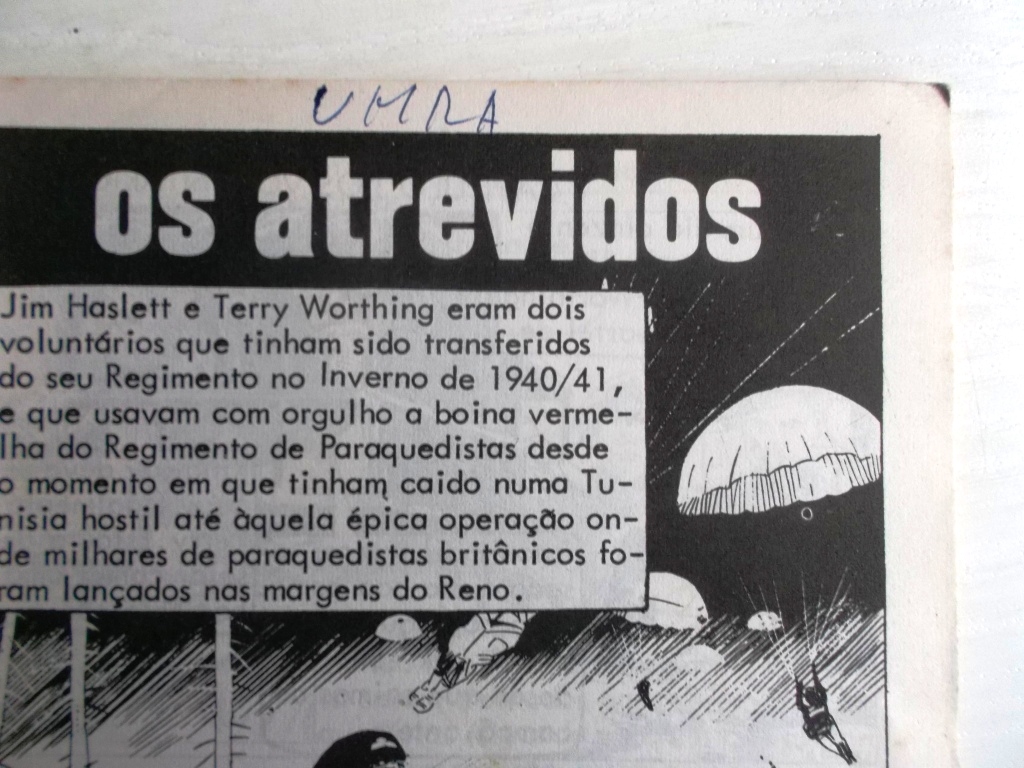 UMRA
os atrevidos
Jim Haslett e Terry Worthing eram dois
voluntários que tinham sido transferidos
do seu Regimento no Inverno de 1940/41,
e que usavam com orgulho a boina verme-
lha do Regimento de Paraquedistas desde
o momento em que tinham caido numa Tu-
nisia hostil até àquela épica operação on-
de milhares de paraquedistas britânicos fo-
ram lançados nas margens do Reno.